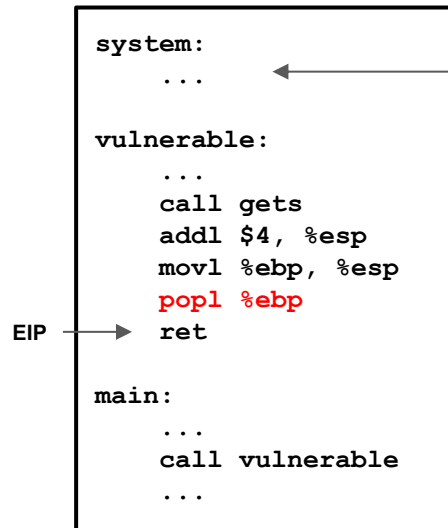 system:
...
vulnerable:
...
call gets
addl $4, %esp
movl %ebp, %esp
popl %ebp
EIP ret
main:
...
call vulnerable
...